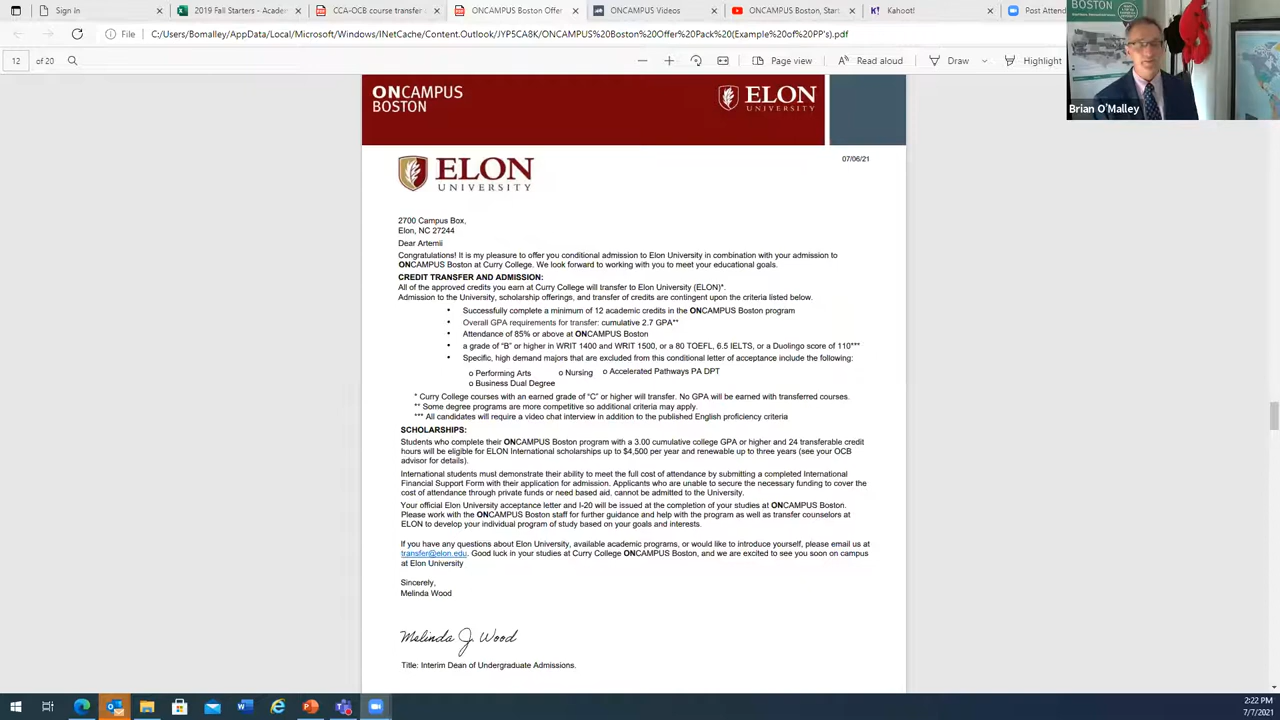 Sign in
2019 Fall Starters - Acade
CCA-OCB course transfer
ONCAMPUS Boston Offer
ONCAMPUS Videos
ONCAMPUS Boston, Start
Kahoot!
Post Attend
File
C:/Users/Bomalley/AppData/Local/Microsoft/Windows/INetCache/Content.Outlook/JYP5CA8K/ONCAMPUS%20Boston%20Offer%20Pack%20(Example%20of%20PP's).pdf
12 of 20
Page view
Read aloud
Draw
Highlight
BOSTON
Brian O'Malley
ONCAMPUS
BOSTON
ELON
UNIVERSITY
07/06/21
ELON
UNIVERSITY
2700 Campus Box,
Elon, NC 27244
Dear Artemii
Congratulations! It is my pleasure to offer you conditional admission to Elon University in combination with your admission to
ONCAMPUS Boston at Curry College. We look forward to working with you to meet your educational goals.
CREDIT TRANSFER AND ADMISSION:
All of the approved credits you earn at Curry College will transfer to Elon University (ELON)*.
Admission to the University, scholarship offerings, and transfer of credits are contingent upon the criteria listed below.
• Successfully complete a minimum of 12 academic credits in the ONCAMPUS Boston program
• Overall GPA requirements for transfer: cumulative 2.7 GPA**
• Attendance of 85% or above at ONCAMPUS Boston
• a grade of "B" or higher in WRIT 1400 and WRIT 1500, or a 80 TOEFL, 6.5 IELTS, or a Duolingo score of 110***
• Specific, high demand majors that are excluded from this conditional letter of acceptance include the following:
o Performing Arts o Nursing o Accelerated Pathways PA DPT
o Business Dual Degree
* Curry College courses with an earned grade of "C" or higher will transfer. No GPA will be earned with transferred courses.
** Some degree programs are more competitive so additional criteria may apply.
*** All candidates will require a video chat interview in addition to the published English proficiency criteria
SCHOLARSHIPS:
Students who complete their ONCAMPUS Boston program with a 3.00 cumulative college GPA or higher and 24 transferable credit
hours will be eligible for ELON International scholarships up to $4,500 per year and renewable up to three years (see your OCB
advisor for details).
International students must demonstrate their ability to meet the full cost of attendance by submitting a completed International
Financial Support Form with their application for admission. Applicants who are unable to secure the necessary funding to cover the
cost of attendance through private funds or need based aid. cannot be admitted to the University.
Your official Elon University acceptance letter and I-20 will be issued at the completion of your studies at ONCAMPUS Boston.
Please work with the ONCAMPUS Boston staff for further guidance and help with the program as well as transfer counselors at
ELON to develop your individual program of study based on your goals and interests.
If you have any questions about Elon University, available academic programs, or would like to introduce yourself, please email us at
transfer@elon.edu. Good luck in your studies at Curry College ONCAMPUS Boston, and we are excited to see you soon on campus
at Elon University
Sincerely,
Melinda Wood
Melinda J. Wood
Title: Interim Dean of Undergraduate Admissions.
2:22 PM
7/7/2021